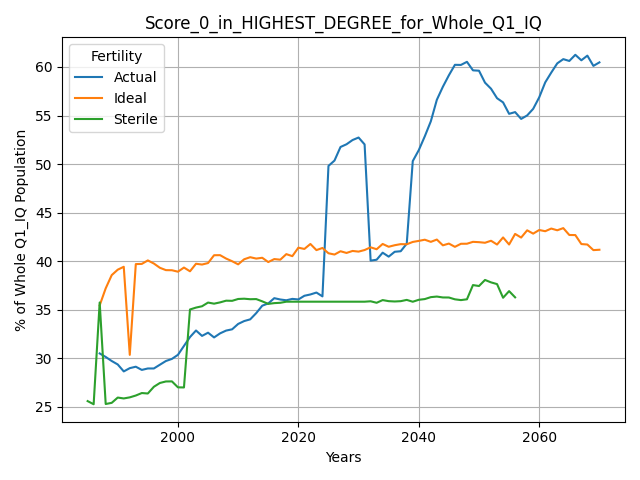 Score_0_in_HIGHEST_DEGREE_for_Whole_Q1_IQ
Fertility
Actual
Ideal
Sterile
% of Whole Q1_IQ Population
60
55
50
45
40
35
30
25
2000
2020
2040
2060
Years